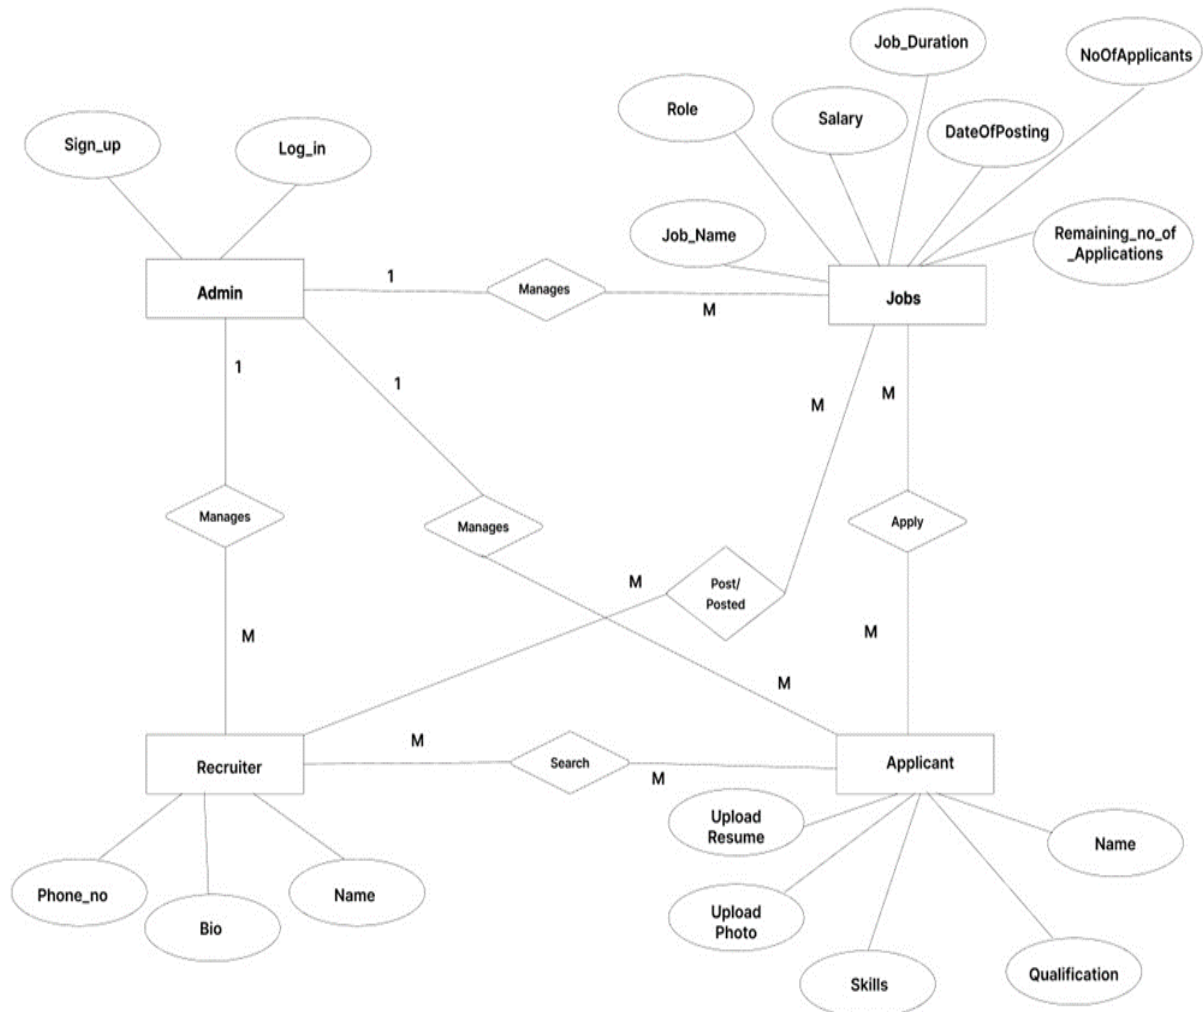 Job_Duration
NoOfApplicants
Role
Salary
DateOfPosting
Sign_up
Log_in
Job_Name
Remaining_no_of
_Applications
Admin
1
Manages
M
Jobs
1
1
M
M
Manages
Manages
Apply
M
Post/
Posted
M
M
M
Recruiter
M
Search
M
Applicant
Upload
Resume
Name
Phone_no
Bio
Name
Upload
Photo
Skills
Qualification